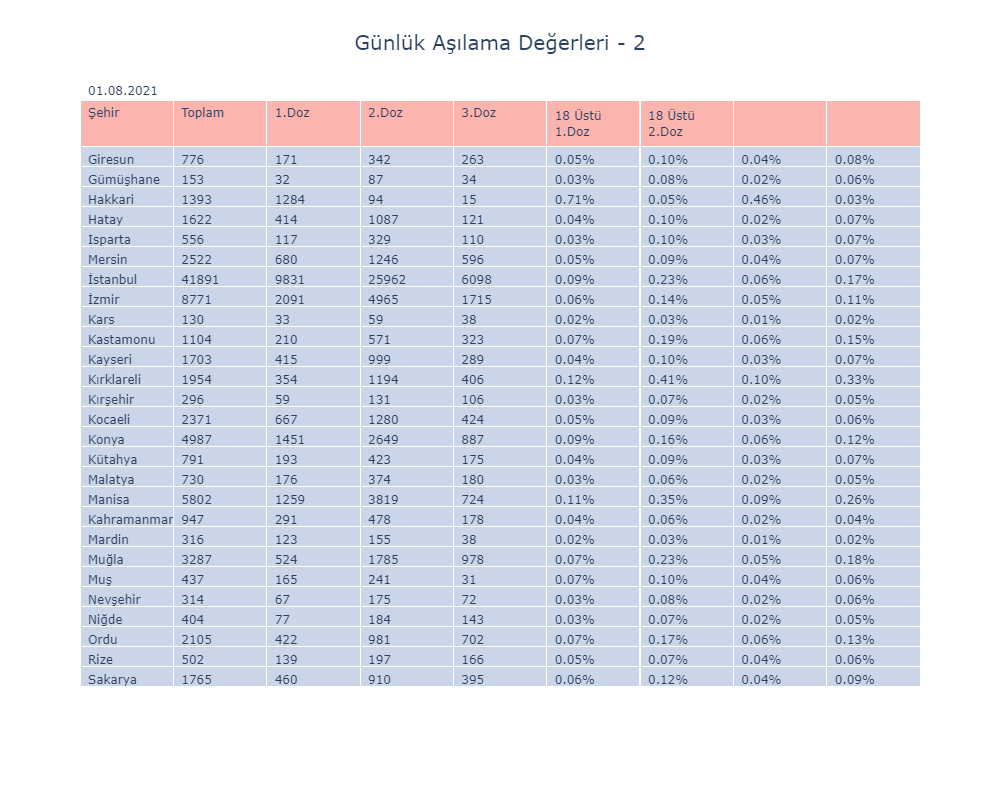 Günlük Aşılama Değerleri - 2
01.08.2021
Şehir Toplam 1.Doz 2.Doz 3.Doz 18 Üstü 1.Doz 18 Üstü 2.Doz
Giresun 776 171 342 263 0.05% 0.10% 0.04% 0.08%
Gümüşhane 153 32 87 34 0.03% 0.08% 0.02% 0.06%
Hakkari 1393 1284 94 15 0.71% 0.05% 0.46% 0.03%
Hatay 1622 414 1087 121 0.04% 0.10% 0.02% 0.07%
Isparta 556 117 329 110 0.03% 0.10% 0.03% 0.07%
Mersin 2522 680 1246 596 0.05% 0.09% 0.04% 0.07%
İstanbul 41891 9831 25962 6098 0.09% 0.23% 0.06% 0.17%
İzmir 8771 2091 4965 1715 0.06% 0.14% 0.05% 0.11%
Kars 130 33 59 38 0.02% 0.03% 0.01% 0.02%
Kastamonu 1104 210 571 323 0.07% 0.19% 0.06% 0.15%
Kayseri 1703 415 999 289 0.04% 0.10% 0.03% 0.07%
Kırklareli 1954 354 1194 406 0.12% 0.41% 0.10% 0.33%
Kırşehir 296 59 131 106 0.03% 0.07% 0.02% 0.05%
Kocaeli 2371 667 1280 424 0.05% 0.09% 0.03% 0.06%
Konya 4987 1451 2649 887 0.09% 0.16% 0.06% 0.12%
Kütahya 791 193 423 175 0.04% 0.09% 0.03% 0.07%
Malatya 730 176 374 180 0.03% 0.06% 0.02% 0.05%
Manisa 5802 1259 3819 724 0.11% 0.35% 0.09% 0.26%
Kahramanmar 947 291 478 178 0.04% 0.06% 0.02% 0.04%
Mardin 316 123 155 38 0.02% 0.03% 0.01% 0.02%
Muğla 3287 524 1785 978 0.07% 0.23% 0.05% 0.18%
Muş 437 165 241 31 0.07% 0.10% 0.04% 0.06%
Nevşehir 314 67 175 72 0.03% 0.08% 0.02% 0.06%
Niğde 404 77 184 143 0.03% 0.07% 0.02% 0.05%
Ordu 2105 422 981 702 0.07% 0.17% 0.06% 0.13%
Rize 502 139 197 166 0.05% 0.07% 0.04% 0.06%
Sakarya 1765 460 910 395 0.06% 0.12% 0.04% 0.09%